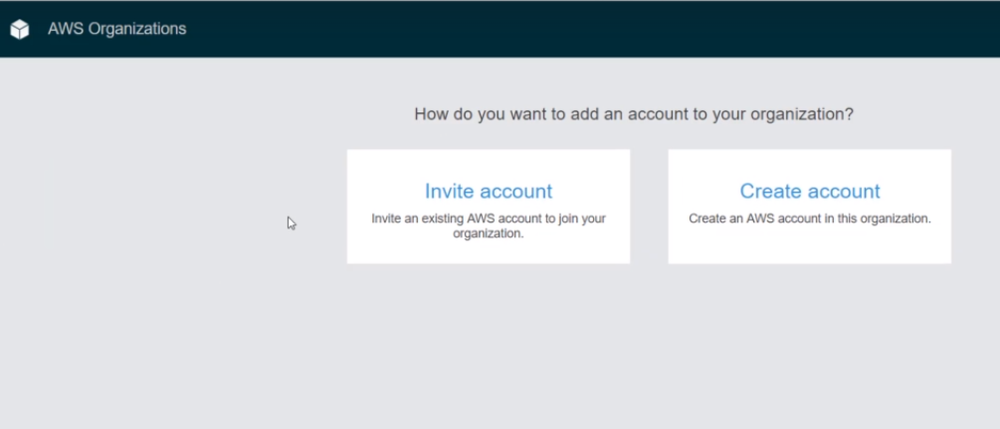 AWS Organizations
How do you want to add an account to your organization?
Invite account
Invite an existing AWS account to join your
organization.
Create account
Create an AWS account in this organization.